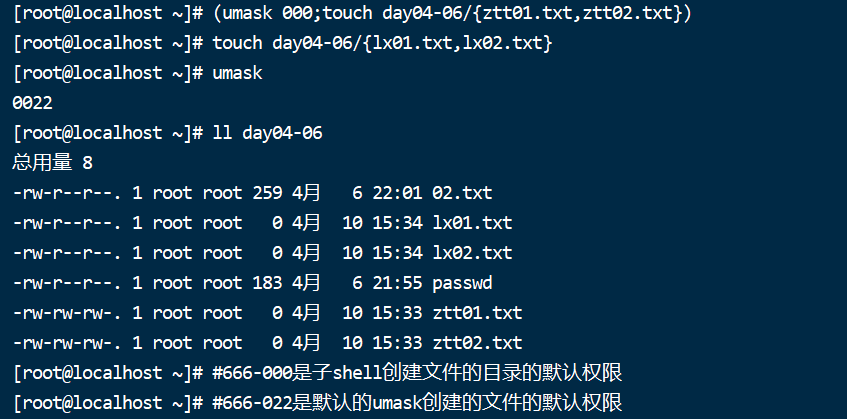 [root@localhost ~]# (umask 000;touch day04-06/{ztt01.txt,ztt02.txt})
[root@localhost ~]# touch day04-06/{lx01.txt,lx02.txt}
[root@localhost ~]# umask
0022
[root@localhost ~]# ll day04-06
总用量 8
-rw-r--r--. 1 root root 259 4月   6 22:01 02.txt
-rw-r--r--. 1 root root   0 4月  10 15:34 lx01.txt
-rw-r--r--. 1 root root   0 4月  10 15:34 lx02.txt
-rw-r--r--. 1 root root 183 4月   6 21:55 passwd
-rw-rw-rw-. 1 root root   0 4月  10 15:33 ztt01.txt
-rw-rw-rw-. 1 root root   0 4月  10 15:33 ztt02.txt
[root@localhost ~]# #666-000是子shell创建文件的目录的默认权限
[root@localhost ~]# #666-022是默认的umask创建的文件的默认权限